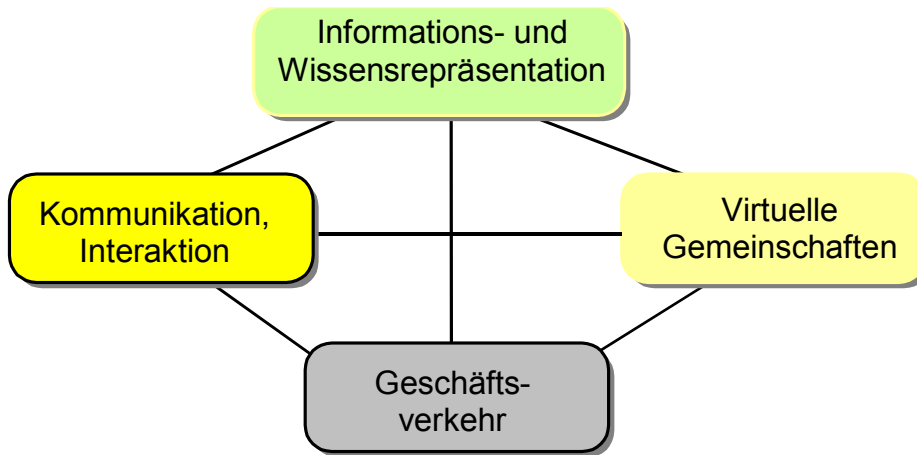 Informations- und
Wissensrepräsentation
Kommunikation,
Interaktion
Virtuelle
Gemeinschaften
Geschäfts-
verkehr